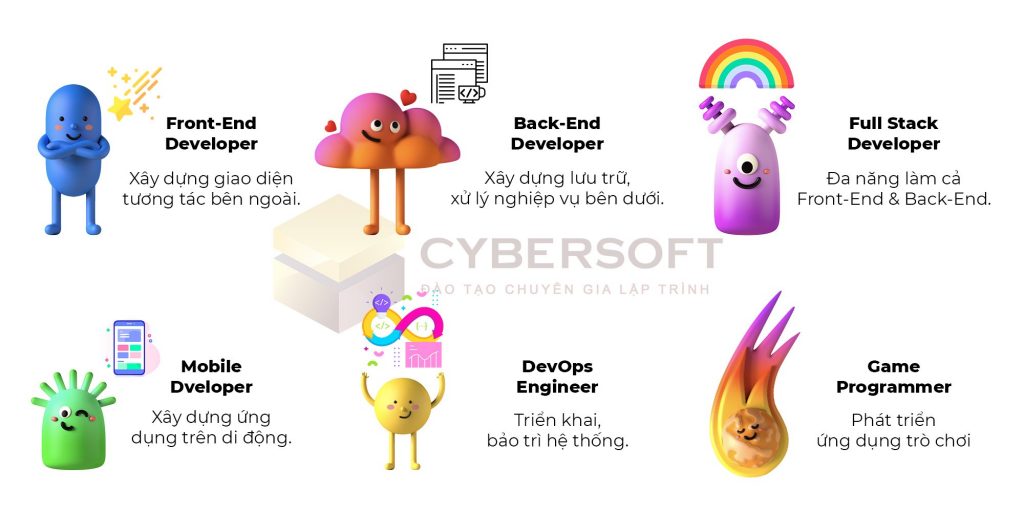 Front-End
Developer
Xây dựng giao diện
tương tác bên ngoài.
Back-End
Developer
Xây dựng lưu trữ,
xử lý nghiệp vụ bên dưới.
Full Stack
Developer
Đa năng làm cả
Front-End & Back-End.
CYBERSOFT
ĐÀO TẠO CHUYÊN GIA LẬP TRÌNH
Mobile
Dveloper
Xây dựng ứng
dụng trên di động.
DevOps
Engineer
Triển khai,
bảo trì hệ thống.
Game
Programmer
Phát triển
ứng dụng trò chơi